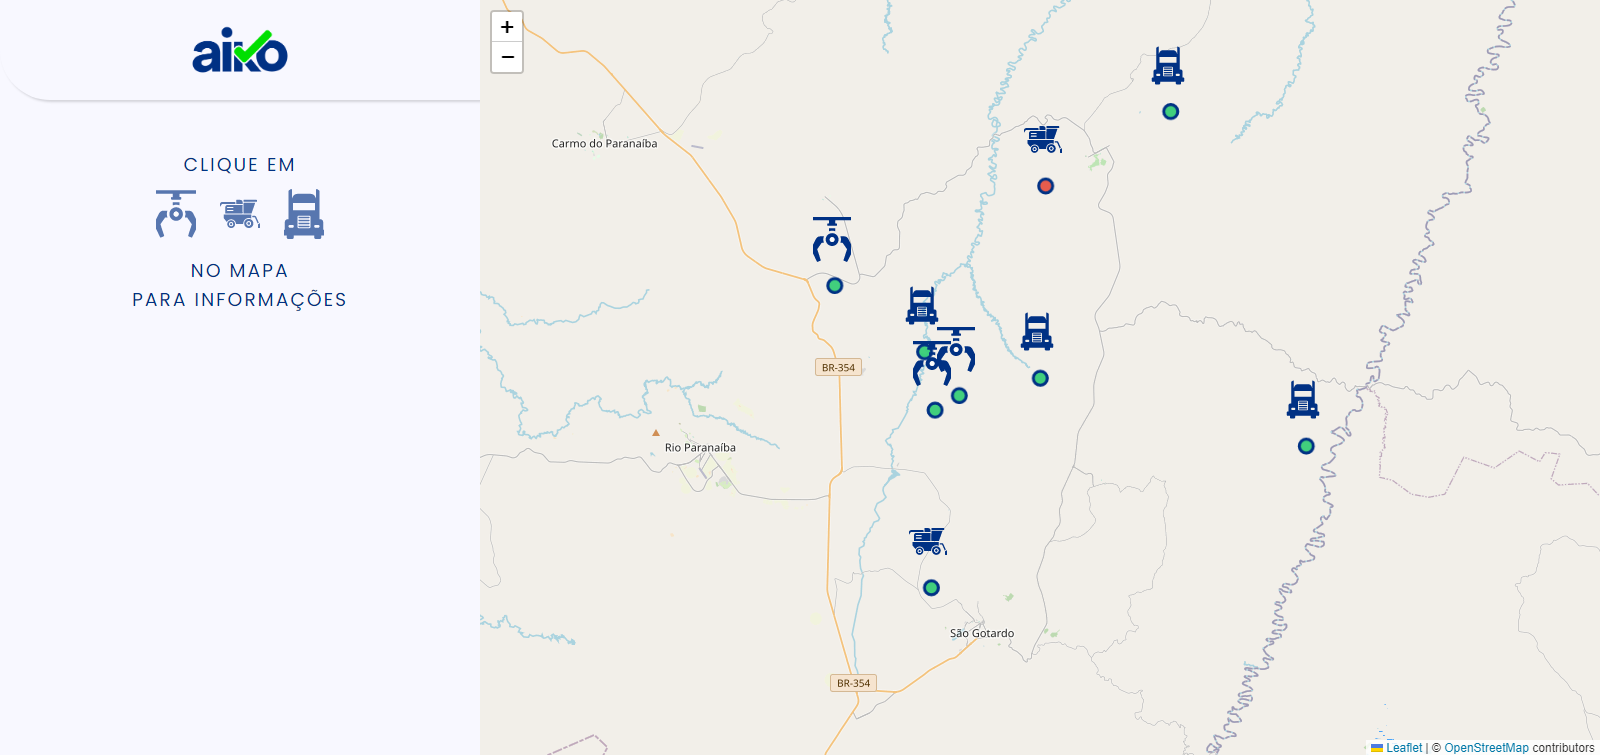 aiko
CLIQUE EM
NO MAPA
PARA INFORMAÇÕES
+
−
Carmo do Paranaíba
BR-354
Rio Paranaíba
São Gotardo
BR-354
Leaflet | © OpenStreetMap contributors